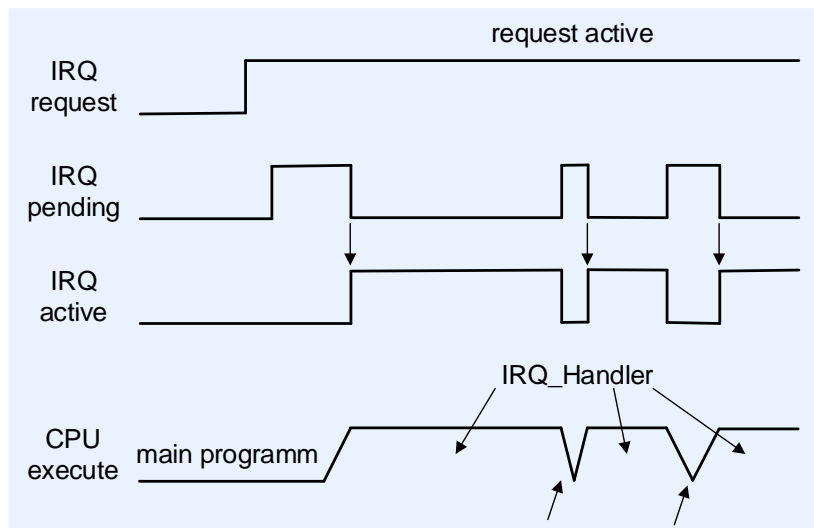 request active
IRQ
request
IRQ
pending
IRQ
active
IRQ_Handler
CPU
execute
main programm